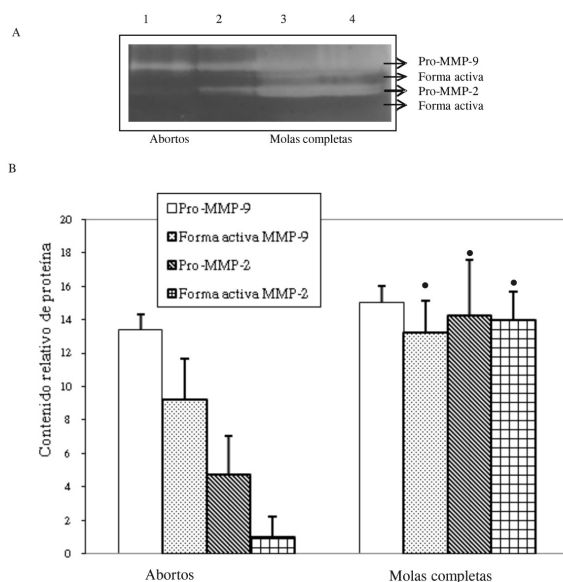 1 2 3 4
A
Pro-MMP-9
Forma activa
Pro-MMP-2
Forma activa
Abortos Molas completas
B
Pro-MMP-9
Forma activa MMP-9
Pro-MMP-2
Forma activa MMP-2
Contenido relativo de proteína
20
18
16
14
12
10
8
6
4
2
0
Abortos Molas completas